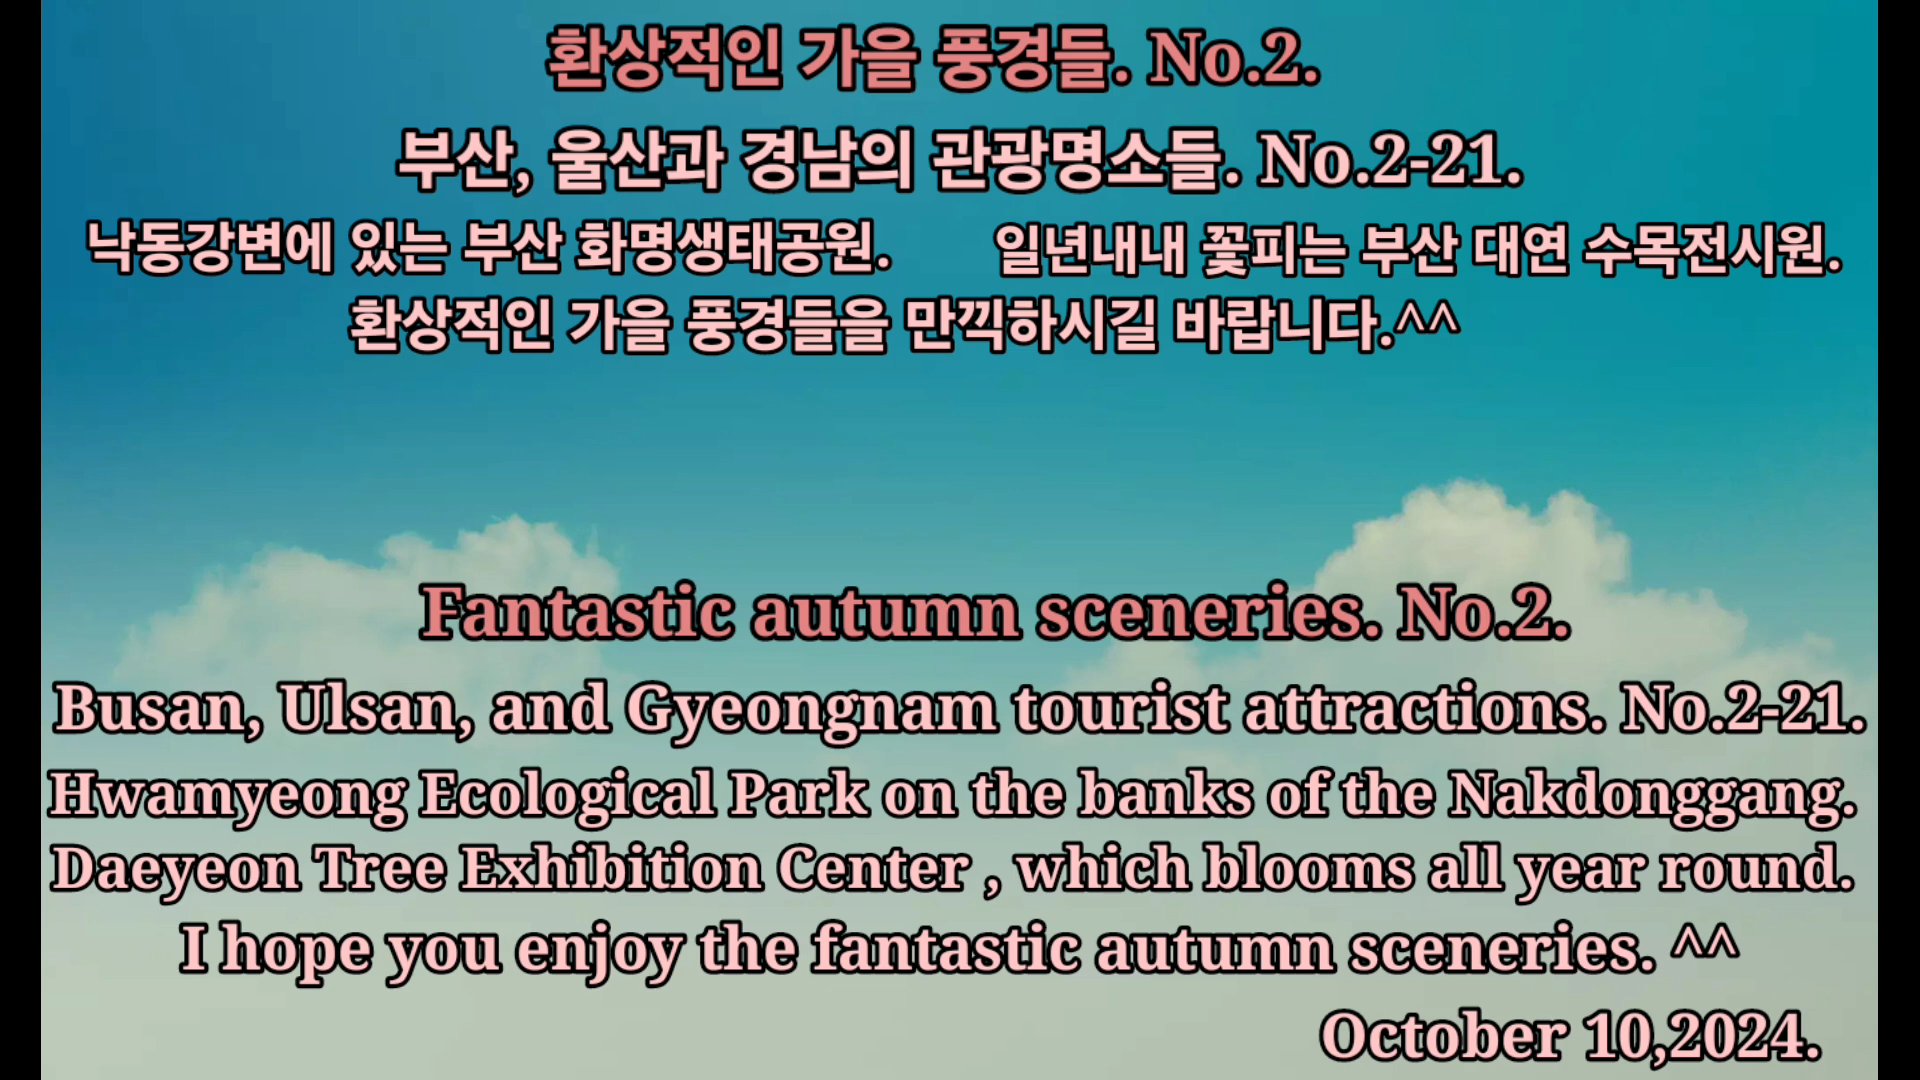 환상적인 가을 풍경들. No.2.
부산, 울산과 경남의 관광명소들. No.2-21.
낙동강변에 있는 부산 화명생태공원. 일년내내 꽃피는 부산 대연 수목전시원.
환상적인 가을 풍경들을 만끽하시길 바랍니다.^^
Fantastic autumn sceneries. No.2.
Busan, Ulsan, and Gyeongnam tourist attractions. No.2-21.
Hwamyeong Ecological Park on the banks of the Nakdonggang.
Daeyeon Tree Exhibition Center , which blooms all year round.
I hope you enjoy the fantastic autumn sceneries. ^^
October 10,2024.